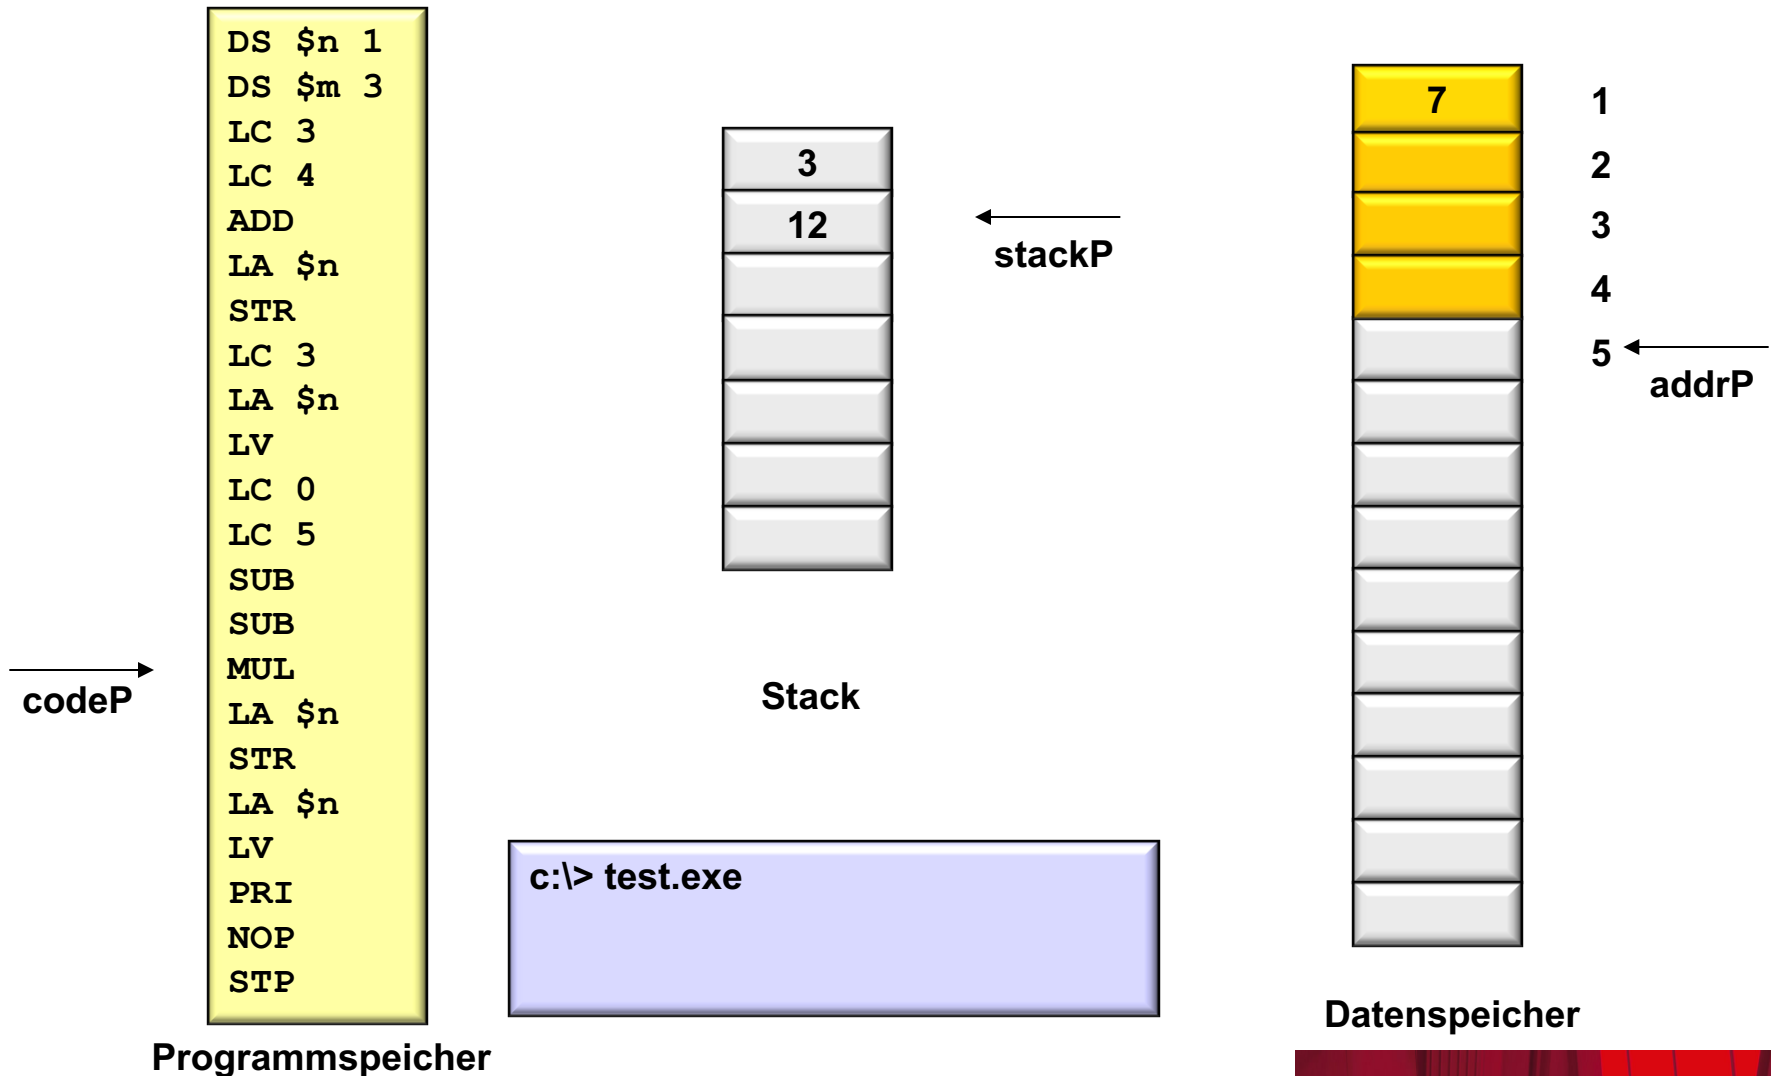 DS $n 1
DS $m 3
LC 3
LC 4
ADD
LA $n
STR
LC 3
LA $n
LV
LC 0
LC 5
SUB
SUB
MUL
LA $n
STR
LA $n
LV
PRI
NOP
STP
codeP
Programmspeicher
3
12
stackP
Stack
c:\> test.exe
7
1
2
3
4
5
addrP
Datenspeicher